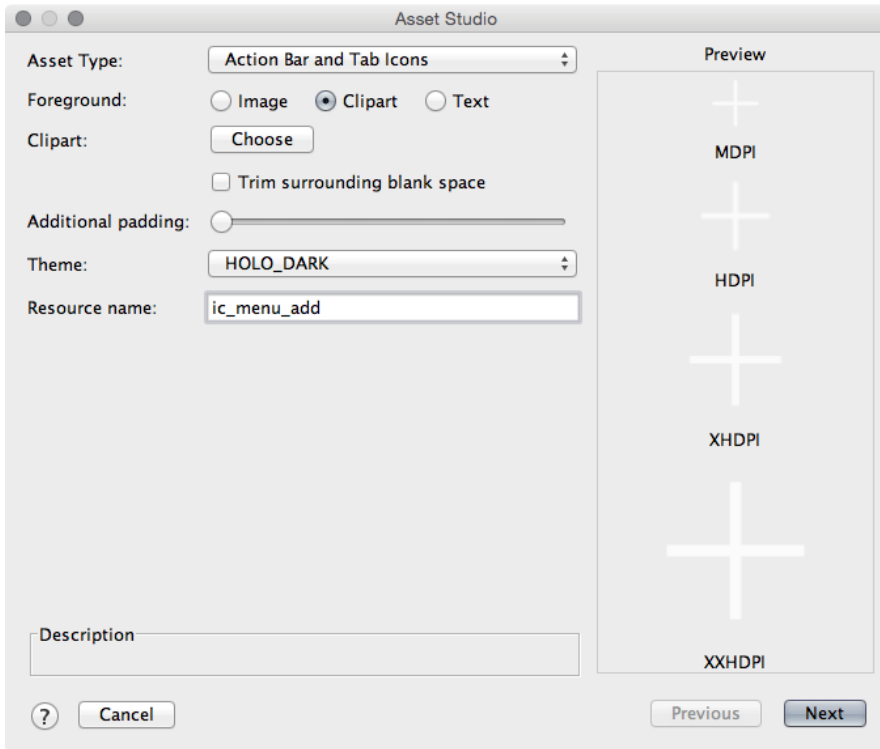 Asset Studio
Asset Type: Action Bar and Tab Icons
Foreground: Image Clipart Text
Clipart: Choose
Trim surrounding blank space
Additional padding:
Theme: HOLO_DARK
Resource name: ic_menu_add
Preview
MDPI
HDPI
XHDPI
XXHDPI
Description
? Cancel Previous Next